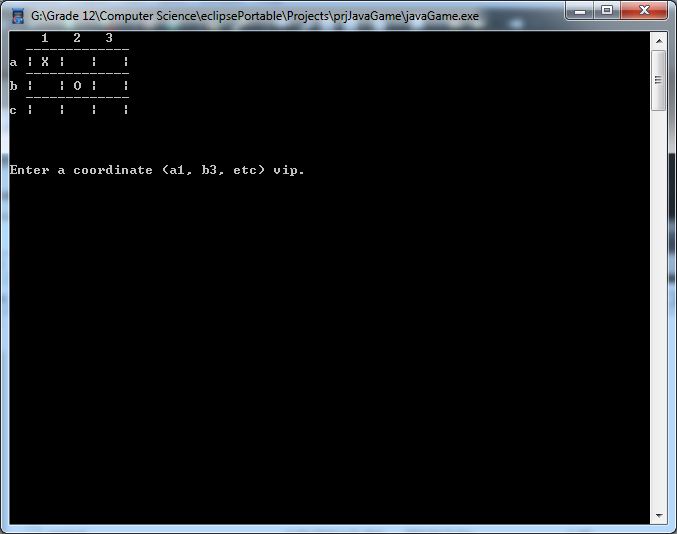 G:\Grade 12\Computer Science\eclipsePortable\Projects\prjJavaGame\javaGame.exe
1 2 3
a ¦ X ¦ ¦ ¦
b ¦ ¦ O ¦ ¦
c ¦ ¦ ¦ ¦
Enter a coordinate (a1, b3, etc) vip.